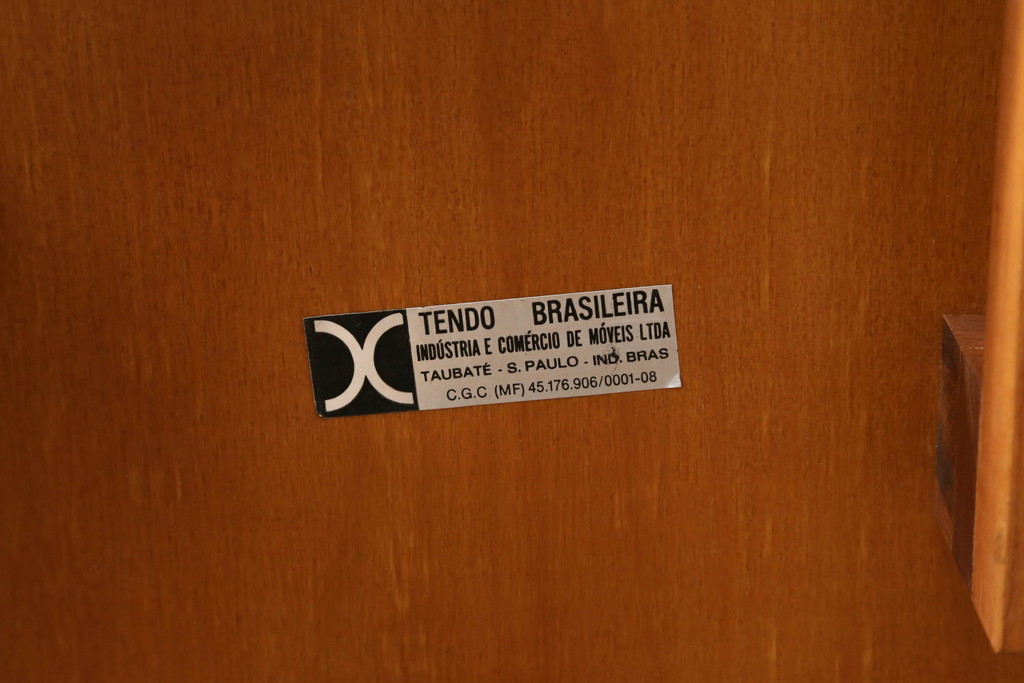 TENDO BRASILEIRA
INDÚSTRIA E COMÉRCIO DE MÓVEIS LTDA
TAUBATÉ - S. PAULO - IND. BRAS
C.G.C (MF) 45.176.906/0001-08